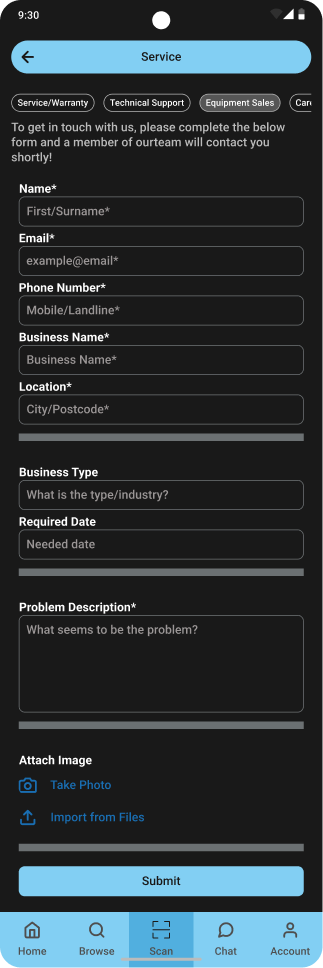 9:30
Service
Service/Warranty
Technical Support
Equipment Sales
Care
To get in touch with us, please complete the below
form and a member of ourteam will contact you
shortly!
Name*
First/Surname*
Email*
example@email*
Phone Number*
Mobile/Landline*
Business Name*
Business Name*
Location*
City/Postcode*
Business Type
What is the type/industry?
Required Date
Needed date
Problem Description*
What seems to be the problem?
Attach Image
Take Photo
Import from Files
Submit
Home
Browse
Scan
Chat
Account